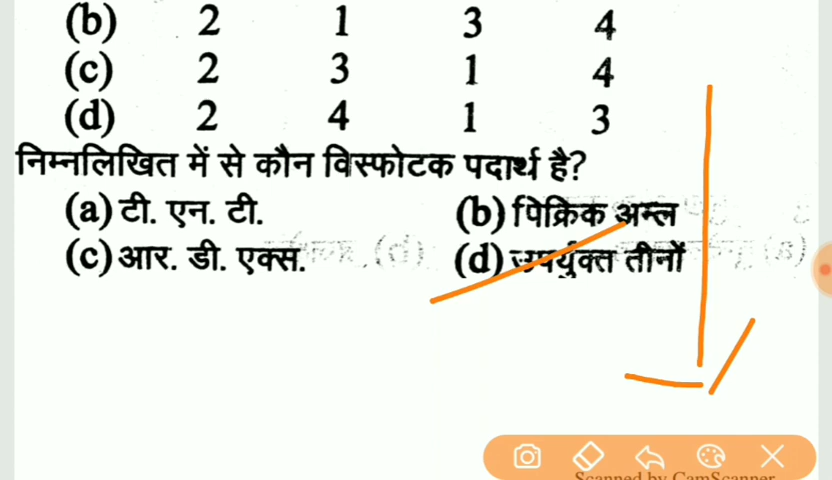 (b) 2 1 3 4
(c) 2 3 1 4
(d) 2 4 1 3
निम्नलिखित में से कौन विस्फोटक पदार्थ है?
(a) टी. एन. टी. (b) पिक्रिक अम्ल
(c) आर. डी. एक्स. (d) उपर्युक्त तीनों
Scanned by CamScanner